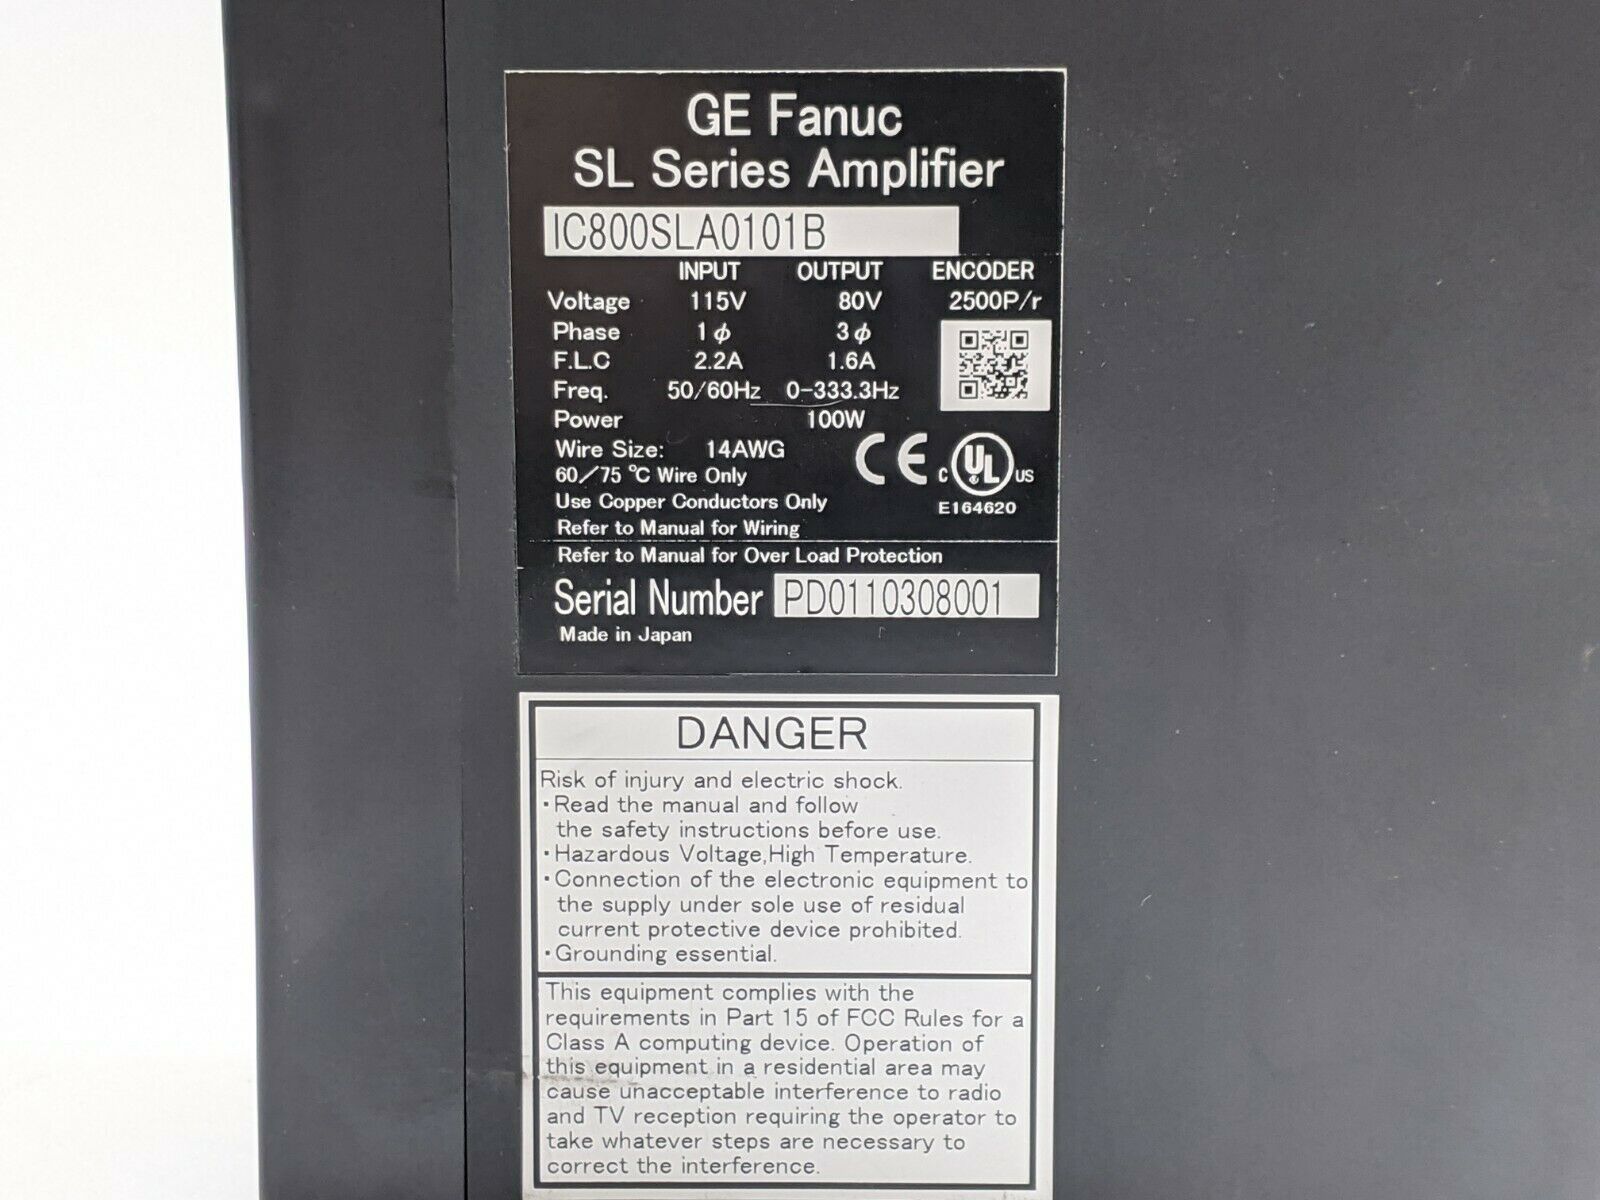 GE Fanuc
SL Series Amplifier
IC800SLA0101B
INPUT OUTPUT ENCODER
Voltage 115V 80V 2500P/r
Phase 1ϕ 3ϕ
F.L.C 2.2A 1.6A
Freq. 50/60Hz 0-333.3Hz
Power 100W
Wire Size: 14AWG
60/75 °C Wire Only
Use Copper Conductors Only
Refer to Manual for Wiring
CE C UL US
E164620
Refer to Manual for Over Load Protection
Serial Number PD0110308001
Made in Japan
DANGER
Risk of injury and electric shock.
・Read the manual and follow
the safety instructions before use.
・Hazardous Voltage,High Temperature.
・Connection of the electronic equipment to
the supply under sole use of residual
current protective device prohibited.
・Grounding essential.
This equipment complies with the
requirements in Part 15 of FCC Rules for a
Class A computing device. Operation of
this equipment in a residential area may
cause unacceptable interference to radio
and TV reception requiring the operator to
take whatever steps are necessary to
correct the interference.